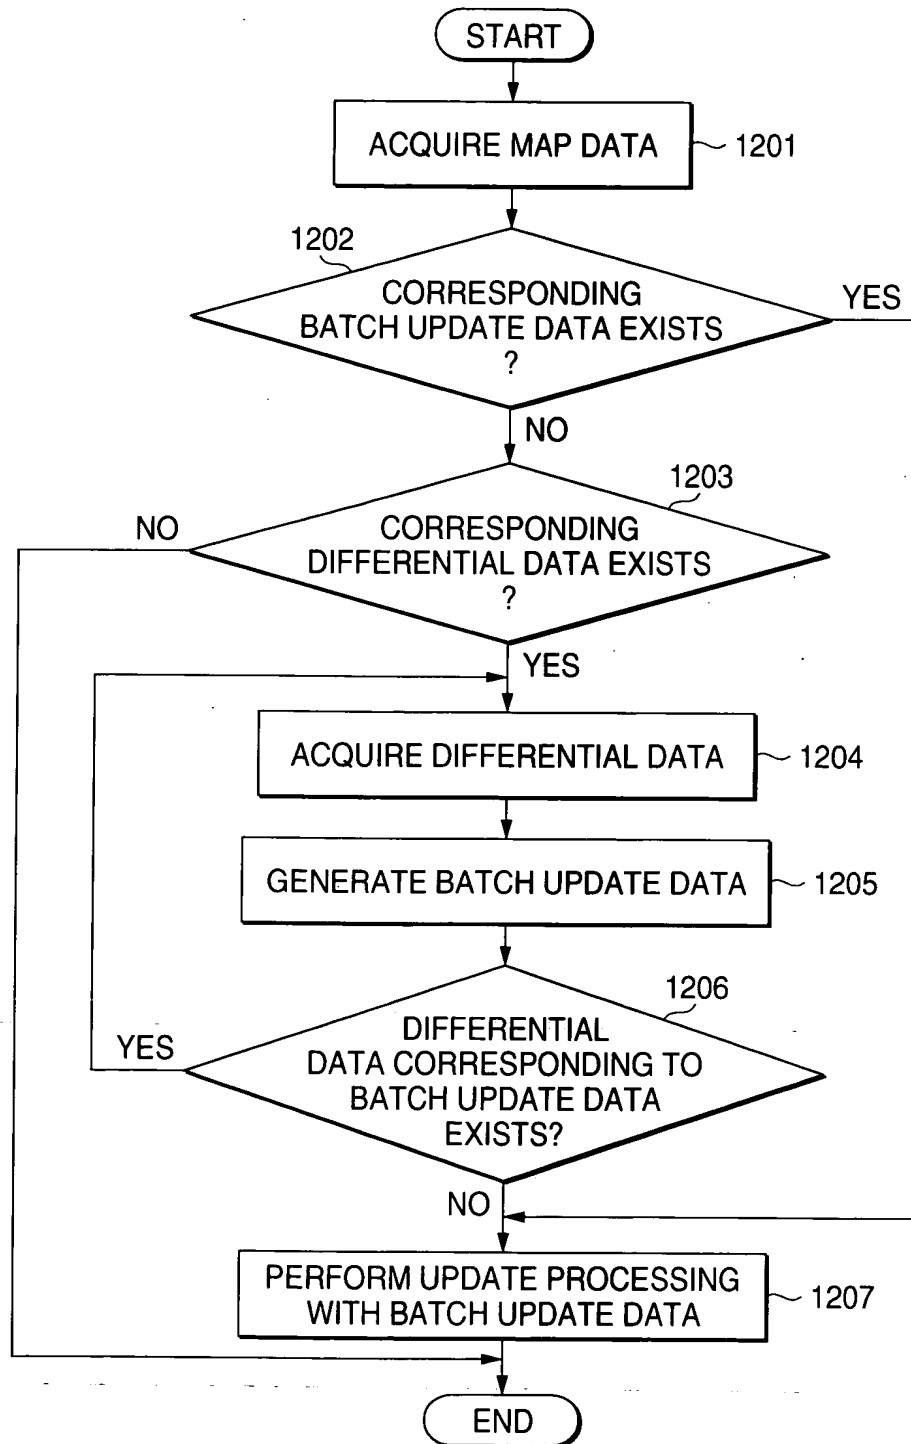 START
ACQUIRE MAP DATA
1201
1202
CORRESPONDING
BATCH UPDATE DATA EXISTS
?
YES
NO
1203
NO
CORRESPONDING
DIFFERENTIAL DATA EXISTS
?
YES
ACQUIRE DIFFERENTIAL DATA
1204
GENERATE BATCH UPDATE DATA
1205
1206
YES
DIFFERENTIAL
DATA CORRESPONDING TO
BATCH UPDATE DATA
EXISTS?
NO
PERFORM UPDATE PROCESSING
WITH BATCH UPDATE DATA
1207
END